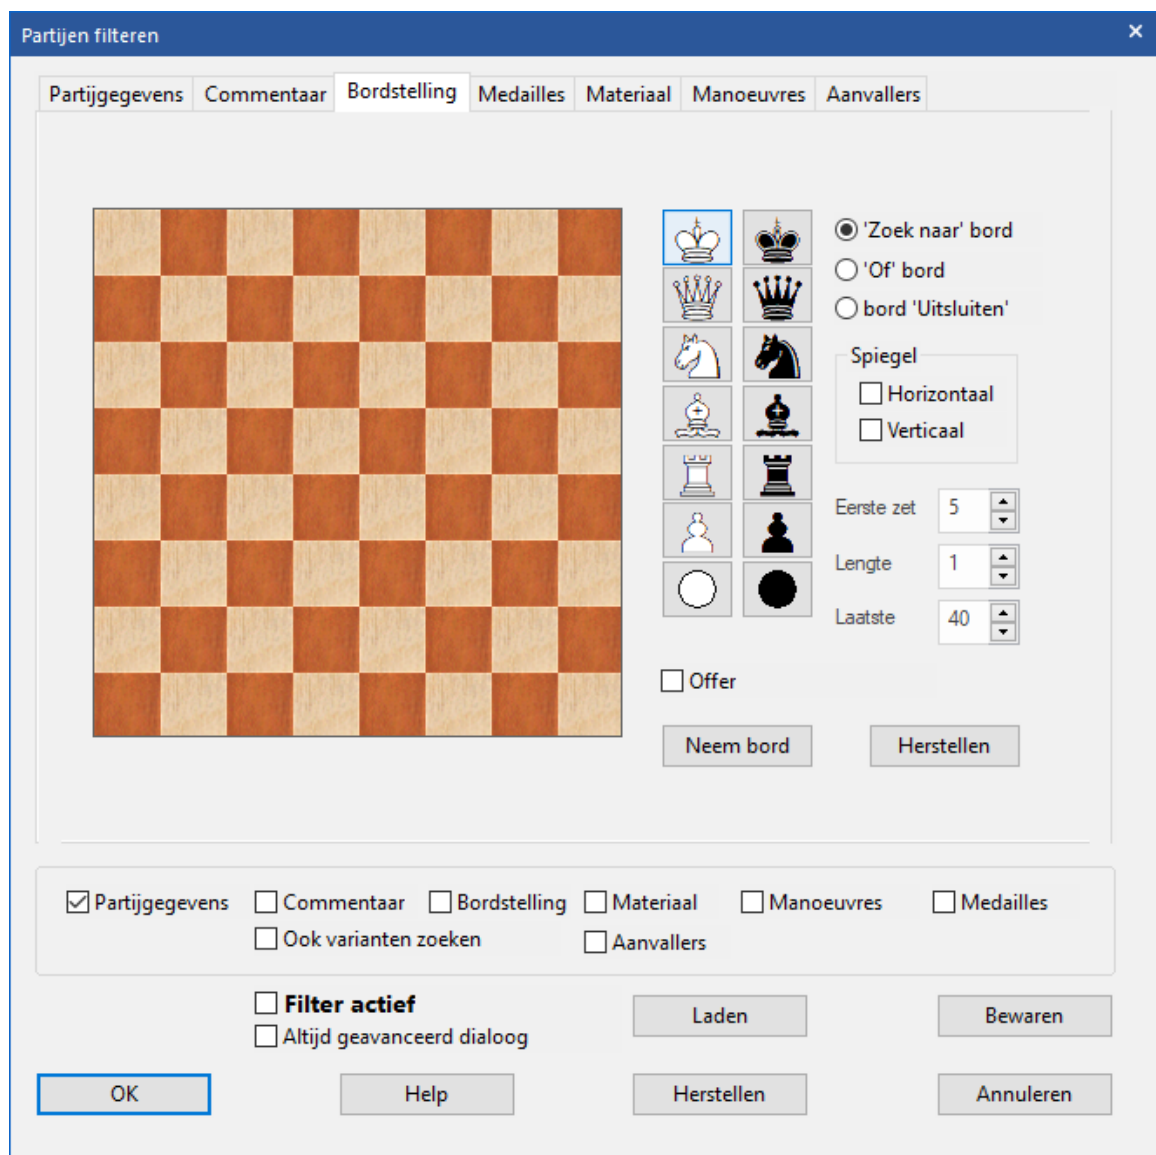 Partijen filteren
Partijgegevens Commentaar Bordstelling Medailles Materiaal Manoeuvres Aanvallers
'Zoek naar' bord
'Of' bord
bord 'Uitsluiten'
Spiegel
Horizontaal
Verticaal
Eerste zet 5
Lengte 1
Laatste 40
Offer
Neem bord Herstellen
Partijgegevens Commentaar Bordstelling Materiaal Manoeuvres Medailles
Ook varianten zoeken Aanvallers
Filter actief
Altijd geavanceerd dialoog
Laden Bewaren
OK Help Herstellen Annuleren